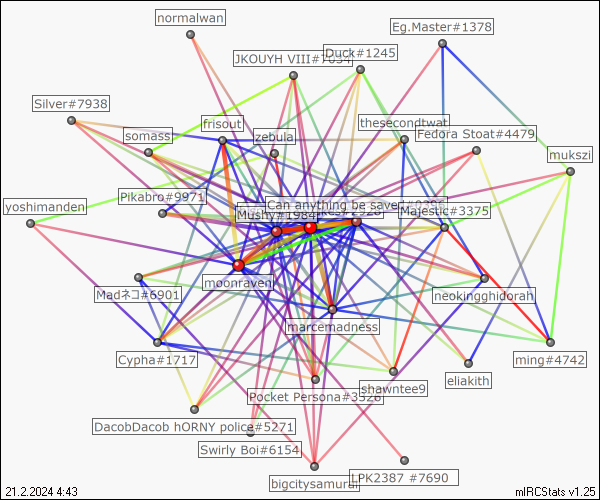 normalwan
Eg.Master#1378
Duck#1245
JKOUYH VIII#7034
Silver#7938
frisout
thesecondtwat
somass
zebula
Fedora Stoat#4479
mukszi
Pikabro#9971
yoshimanden
Can anything be saved
Mushy#1984
Majestic#3375
moonraven
Madネコ#6901
neokingghidorah
marcemadness
Cypha#1717
ming#4742
eliakith
shawntee9
Pocket Persona#3528
DacobDacob hORNY police#5271
Swirly Boi#6154
LPK2387 #7690
bigcitysamurai
21.2.2024 4:43
mIRCStats v1.25